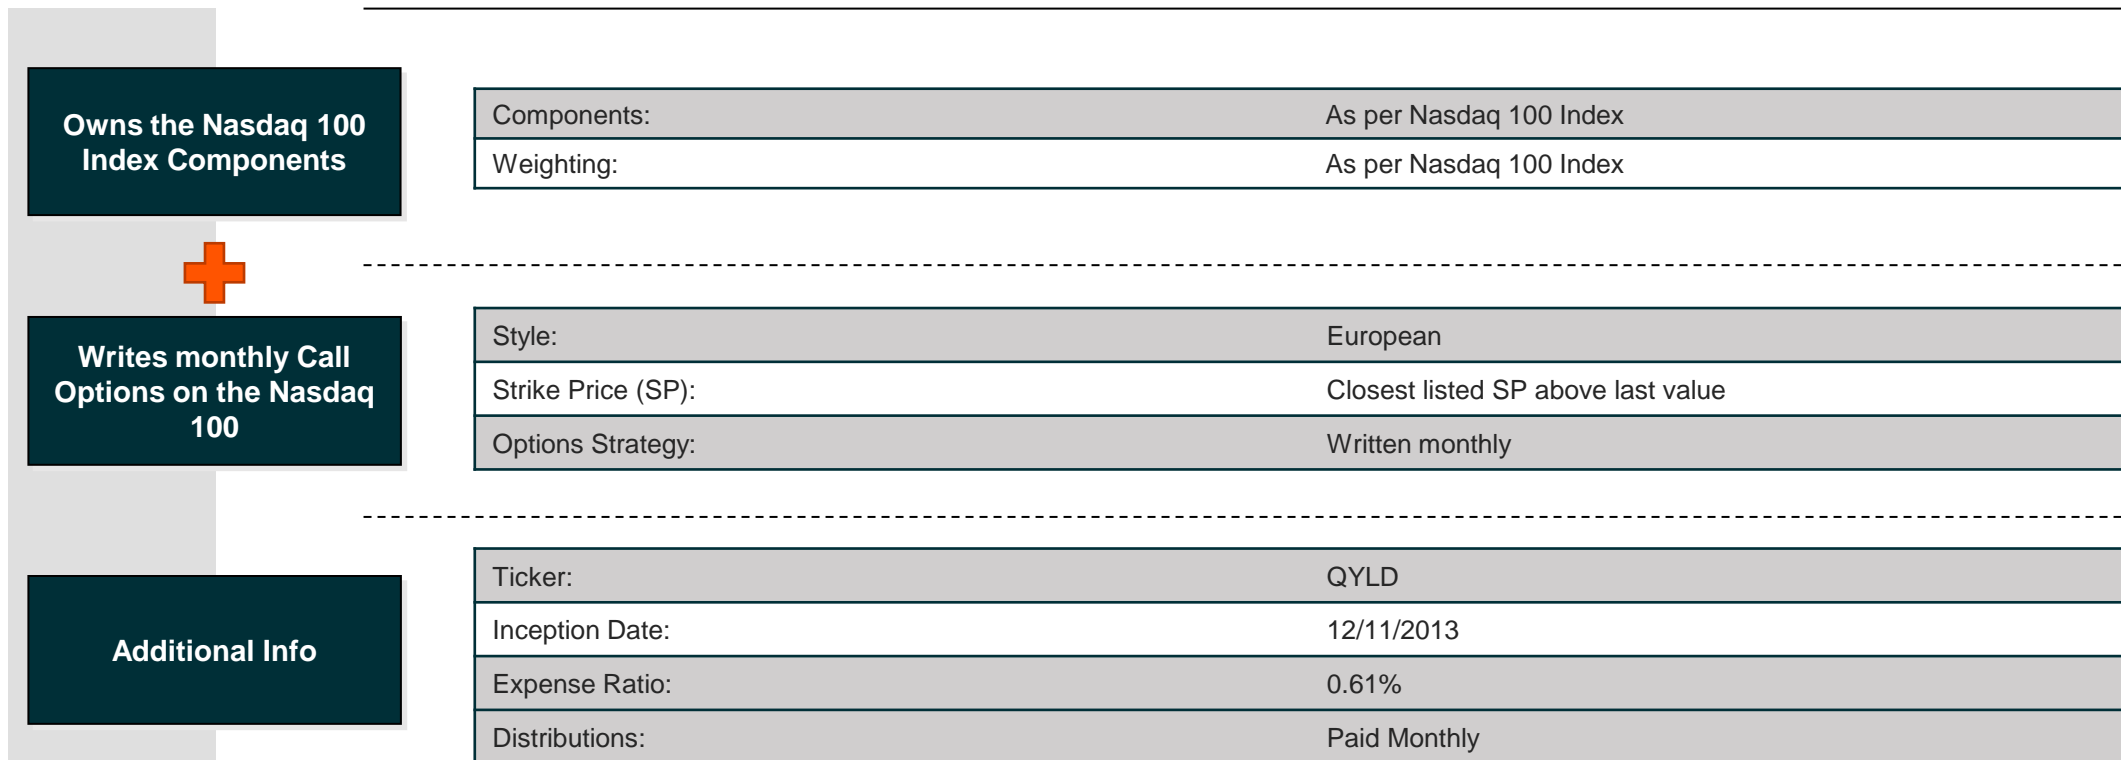 Owns the Nasdaq 100
Index Components
Components: As per Nasdaq 100 Index
Weighting: As per Nasdaq 100 Index
Writes monthly Call
Options on the Nasdaq
100
Style: European
Strike Price (SP): Closest listed SP above last value
Options Strategy: Written monthly
Additional Info
Ticker: QYLD
Inception Date: 12/11/2013
Expense Ratio: 0.61%
Distributions: Paid Monthly